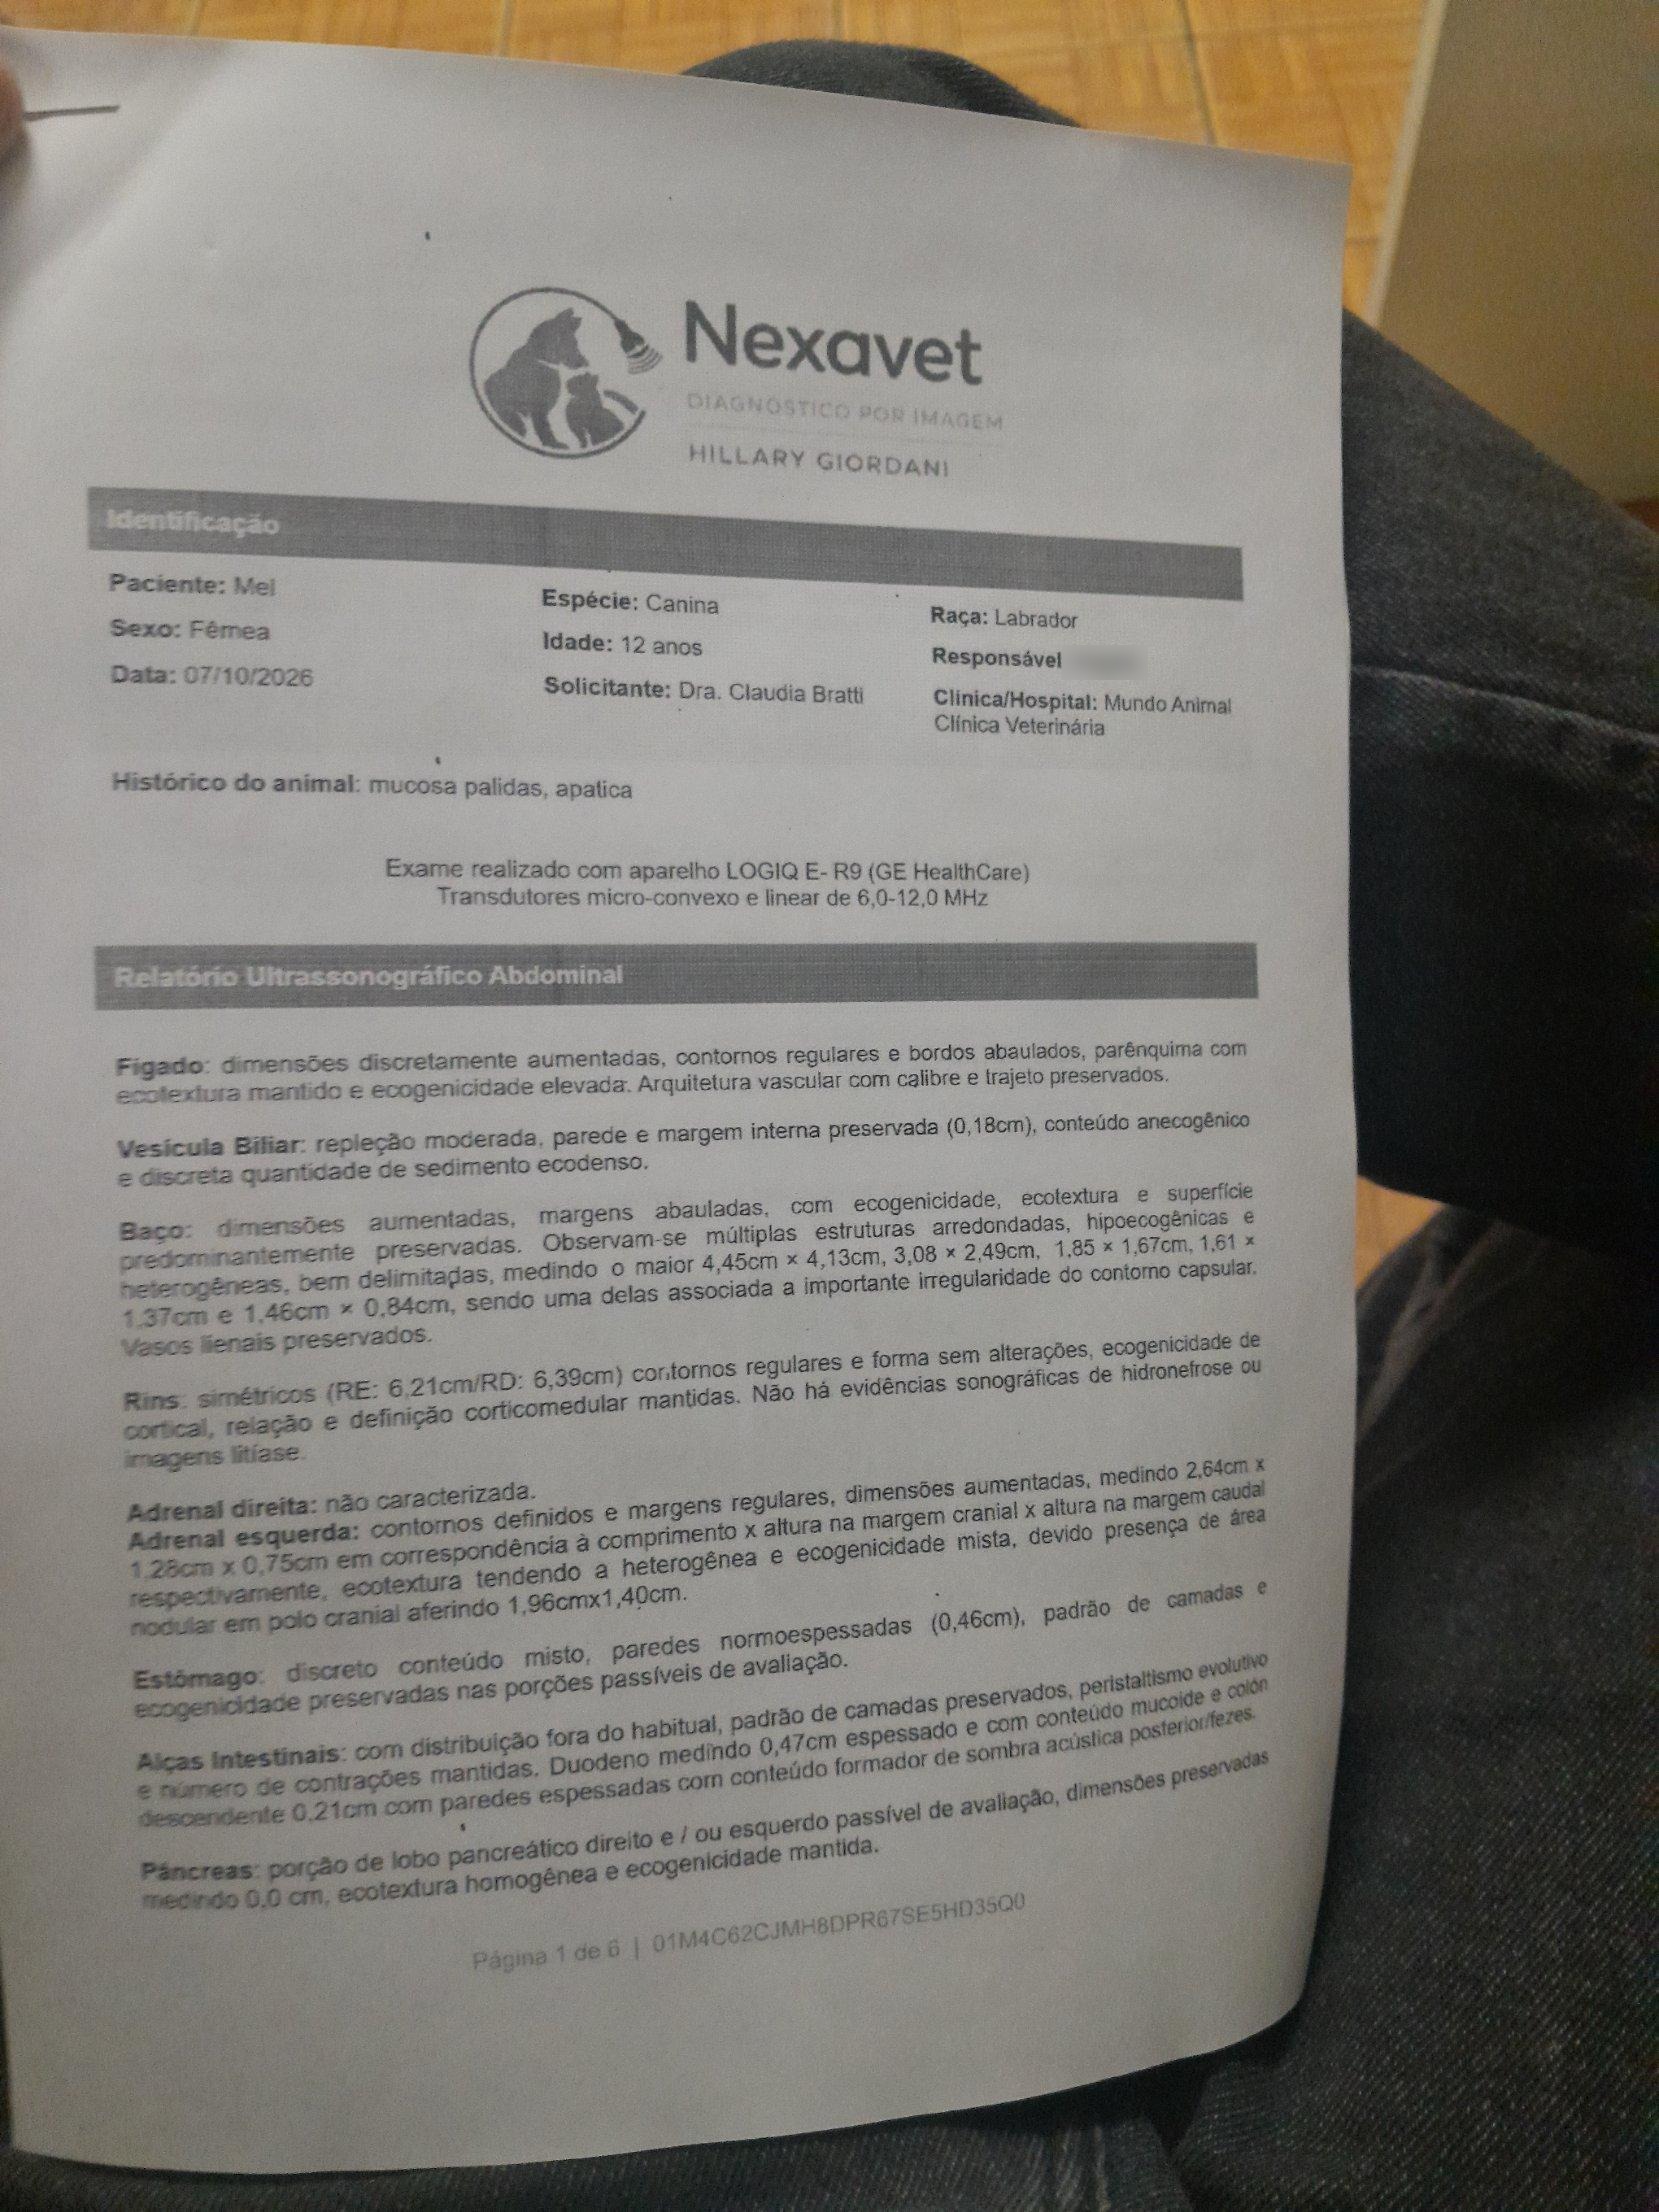 Nexavet
DIAGNÓSTICO POR IMAGEM
HILLARY GIORDANI
Identificação
Paciente: Mel
Espécie: Canina
Raça: Labrador
Sexo: Fêmea
Idade: 12 anos
Responsável
Data: 07/10/2026
Solicitante: Dra. Claudia Bratti
Clínica/Hospital: Mundo Animal
Clínica Veterinária
Histórico do animal: mucosa palidas, apatica
Exame realizado com aparelho LOGIQ E- R9 (GE HealthCare)
Transdutores micro-convexo e linear de 6,0-12,0 MHz
Relatório Ultrassonográfico Abdominal
Fígado: dimensões discretamente aumentadas, contornos regulares e bordos abaulados, parênquima com
ecotextura mantido e ecogenicidade elevada. Arquitetura vascular com calibre e trajeto preservados.
Vesícula Biliar: repleção moderada, parede e margem interna preservada (0,18cm), conteúdo anecogênico
e discreta quantidade de sedimento ecodenso.
Baço: dimensões aumentadas, margens abauladas, com ecogenicidade, ecotextura e superfície
predominantemente preservadas. Observam-se múltiplas estruturas arredondadas, hipoecogênicas e
heterogêneas, bem delimitadas, medindo o maior 4,45cm × 4,13cm, 3,08 × 2,49cm, 1,85 × 1,67cm, 1,61 ×
1,37cm e 1,46cm × 0,84cm, sendo uma delas associada a importante irregularidade do contorno capsular.
Vasos lienais preservados.
Rins: simétricos (RE: 6,21cm/RD: 6,39cm) contornos regulares e forma sem alterações, ecogenicidade de
cortical, relação e definição corticomedular mantidas. Não há evidências sonográficas de hidronefrose ou
imagens litíase.
Adrenal direita: não caracterizada.
Adrenal esquerda: contornos definidos e margens regulares, dimensões aumentadas, medindo 2,64cm x
1,28cm x 0,75cm em correspondência à comprimento x altura na margem cranial x altura na margem caudal
respectivamente, ecotextura tendendo a heterogênea e ecogenicidade mista, devido presença de área
nodular em polo cranial aferindo 1,96cmx1,40cm.
Estômago: discreto conteúdo misto, paredes normoespessadas (0,46cm), padrão de camadas e
ecogenicidade preservadas nas porções passíveis de avaliação.
Alças Intestinais: com distribuição fora do habitual, padrão de camadas preservados, peristaltismo evolutivo
e número de contrações mantidas. Duodeno medindo 0,47cm espessado e com conteúdo mucoide e colón
descendente 0,21cm com paredes espessadas com conteúdo formador de sombra acústica posterior/fezes.
Pâncreas: porção de lobo pancreático direito e / ou esquerdo passível de avaliação, dimensões preservadas
medindo 0,0 cm, ecotextura homogênea e ecogenicidade mantida.
Página 1 de 6 | 01M4C62CJMH8DPR67SE5HD35Q0